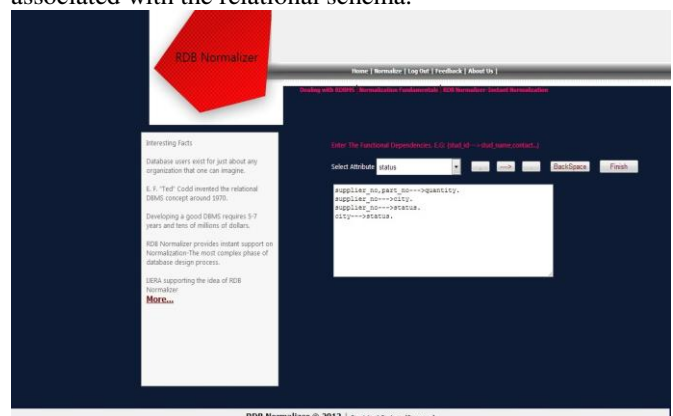 associated with the relational schema.
RDB Normalizer
Home | Normalize | Log Out | Feedback | About Us |
Dealing with RDBMS Normalization Fundamentals RDB Normalizer-Instant Normalization
Interesting Facts
Database users exist for just about any
organization that one can imagine.
E. F. "Ted" Codd invented the relational
DBMS concept around 1970.
Developing a good DBMS requires 5-7
years and tens of millions of dollars.
RDB Normalizer provides instant support on
Normalization-The most complex phase of
database design process.
supporting the idea of RDB
Normalizer
More...
Enter The Functional Dependencies. E.G: (stud_id--->stud_name,contact..)
Select Attribute status . ---> . BackSpace Finish
supplier_no,part_no--->quantity.
supplier_no--->city.
supplier_no--->status.
city--->status.
RDB Normalizer © 2012 |